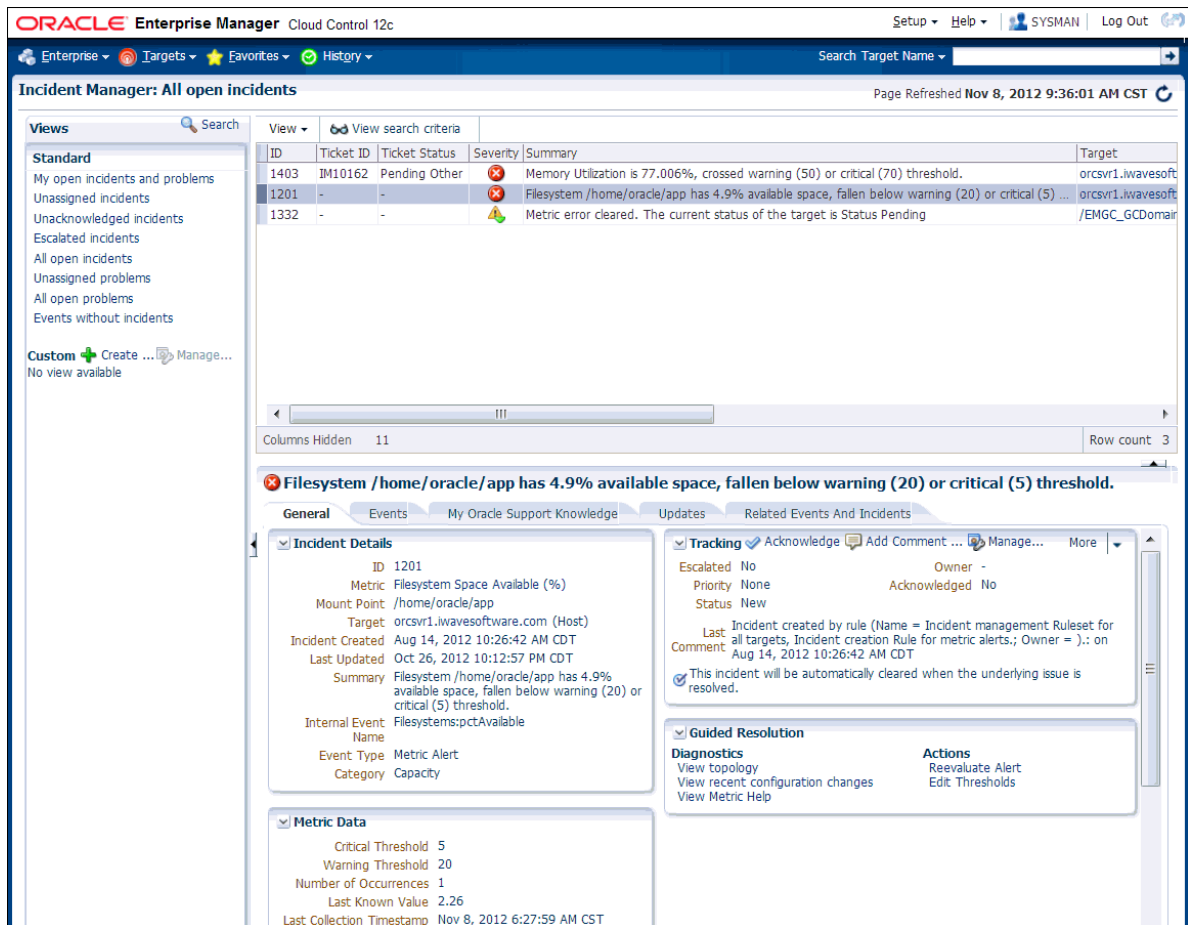 ORACLE Enterprise Manager Cloud Control 12c
Setup Help SYSMAN Log Out
Enterprise Targets Favorites History Search Target Name
Incident Manager: All open incidents
Page Refreshed Nov 8, 2012 9:36:01 AM CST
Views Search
Standard
My open incidents and problems
Unassigned incidents
Unacknowledged incidents
Escalated incidents
All open incidents
Unassigned problems
All open problems
Events without incidents
Custom Create ... Manage...
No view available
View View search criteria
ID Ticket ID Ticket Status Severity Summary Target
1403 IM10162 Pending Other Memory Utilization is 77.006%, crossed warning (50) or critical (70) threshold. orcsvr1.iwavesoft
1201 - - Filesystem /home/oracle/app has 4.9% available space, fallen below warning (20) or critical (5) ... orcsvr1.iwavesoft
1332 - - Metric error cleared. The current status of the target is Status Pending /EMGC_GCDomain
Columns Hidden 11
Row count 3
Filesystem /home/oracle/app has 4.9% available space, fallen below warning (20) or critical (5) threshold.
General Events My Oracle Support Knowledge Updates Related Events And Incidents
Incident Details
ID 1201
Metric Filesystem Space Available (%)
Mount Point /home/oracle/app
Target orcsvr1.iwavesoftware.com (Host)
Incident Created Aug 14, 2012 10:26:42 AM CDT
Last Updated Oct 26, 2012 10:12:57 PM CDT
Summary Filesystem /home/oracle/app has 4.9%
available space, fallen below warning (20) or
critical (5) threshold.
Internal Event Filesystems:pctAvailable
Name
Event Type Metric Alert
Category Capacity
Metric Data
Critical Threshold 5
Warning Threshold 20
Number of Occurrences 1
Last Known Value 2.26
Last Collection Timestamp Nov 8, 2012 6:27:59 AM CST
Tracking Acknowledge Add Comment ... Manage... More
Escalated No Owner -
Priority None Acknowledged No
Status New
Last Incident created by rule (Name = Incident management Ruleset for
Comment all targets, Incident creation Rule for metric alerts.; Owner = ).: on
Aug 14, 2012 10:26:42 AM CDT
This incident will be automatically cleared when the underlying issue is
resolved.
Guided Resolution
Diagnostics Actions
View topology Reevaluate Alert
View recent configuration changes Edit Thresholds
View Metric Help